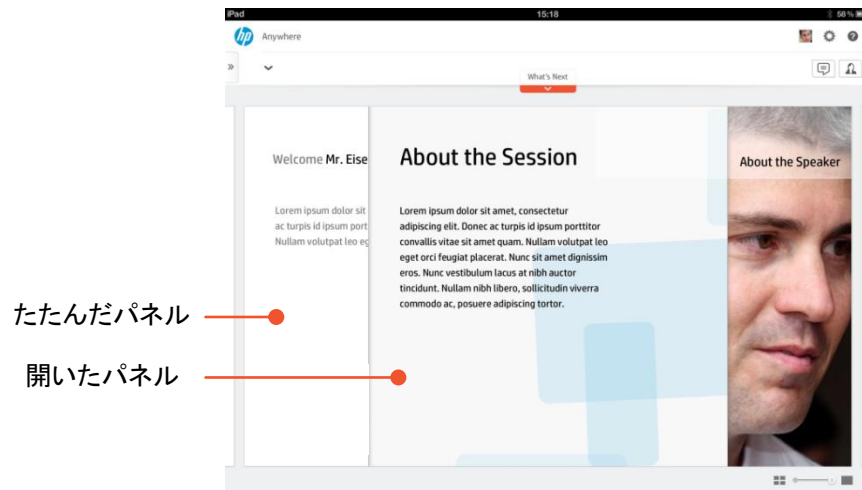 iPad
15:18
58 %
hp
Anywhere
What's Next
Welcome Mr. Eise
Lorem ipsum dolor sit
ac turpis id ipsum port
Nullam volutpat leo eg
About the Session
Lorem ipsum dolor sit amet, consectetur
adipiscing elit. Donec ac turpis id ipsum porttitor
convallis vitae sit amet quam. Nullam volutpat leo
eget orci feugiat placerat. Nunc sit amet dignissim
eros. Nunc vestibulum lacus at nibh auctor
tincidunt. Nullam nibh libero, sollicitudin viverra
commodo ac, posuere adipiscing tortor.
About the Speaker
たたんだパネル
開いたパネル